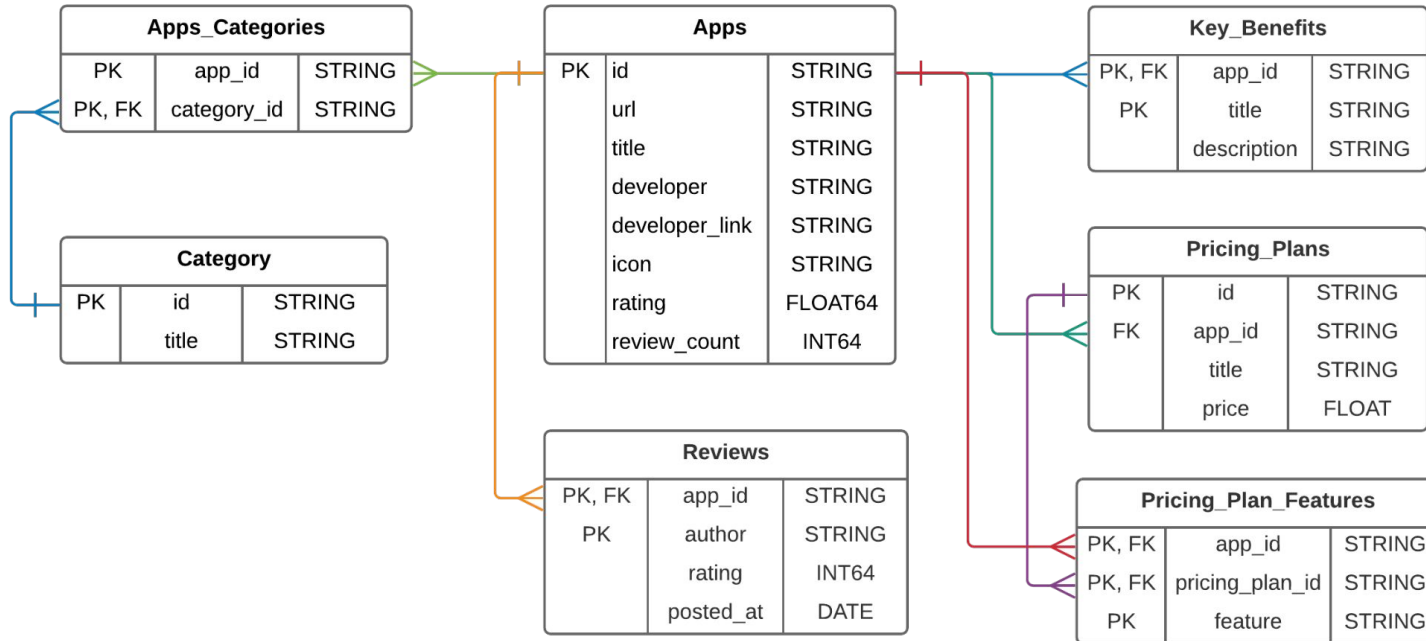 Apps_Categories
PK app_id STRING
PK, FK category_id STRING
Category
PK id STRING
title STRING
Apps
PK id STRING
url STRING
title STRING
developer STRING
developer_link STRING
icon STRING
rating FLOAT64
review_count INT64
Reviews
PK, FK app_id STRING
PK author STRING
rating INT64
posted_at DATE
Key_Benefits
PK, FK app_id STRING
PK title STRING
description STRING
Pricing_Plans
PK id STRING
FK app_id STRING
title STRING
price FLOAT
Pricing_Plan_Features
PK, FK app_id STRING
PK, FK pricing_plan_id STRING
PK feature STRING